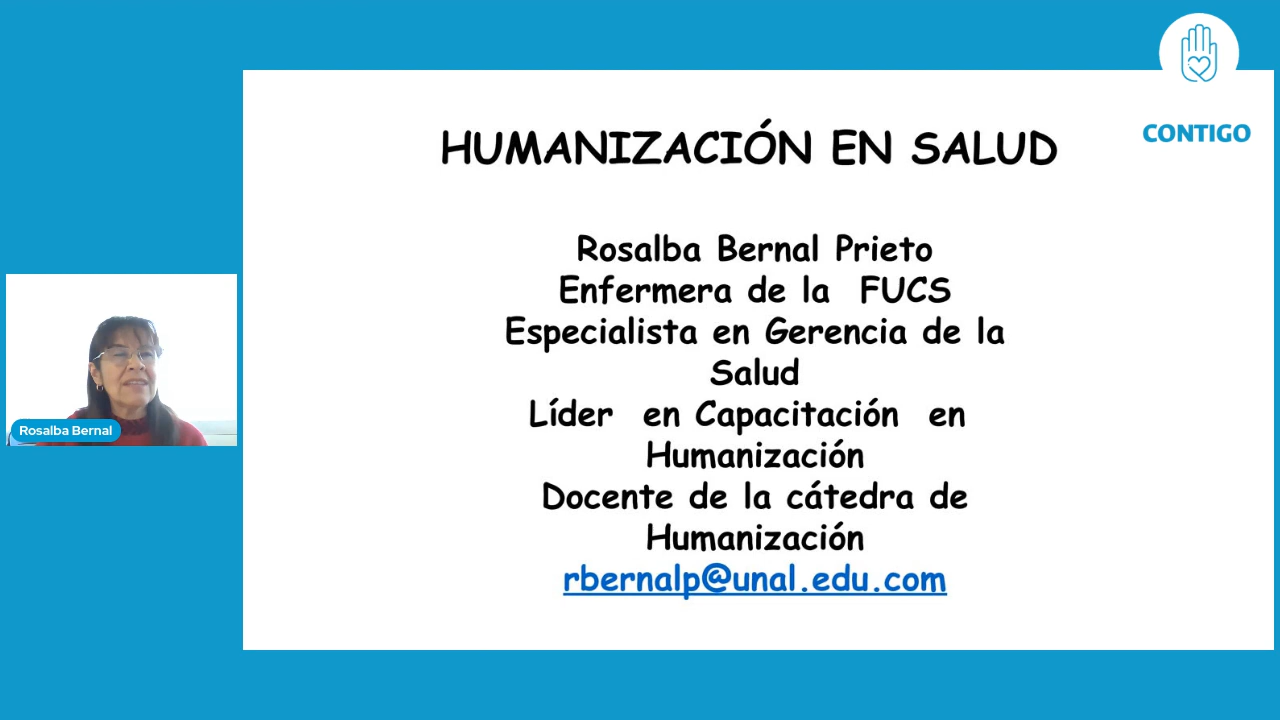 CONTIGO
HUMANIZACIÓN EN SALUD
Rosalba Bernal Prieto
Enfermera de la FUCS
Especialista en Gerencia de la
Salud
Líder en Capacitación en
Humanización
Docente de la cátedra de
Humanización
rbernalp@unal.edu.com
Rosalba Bernal